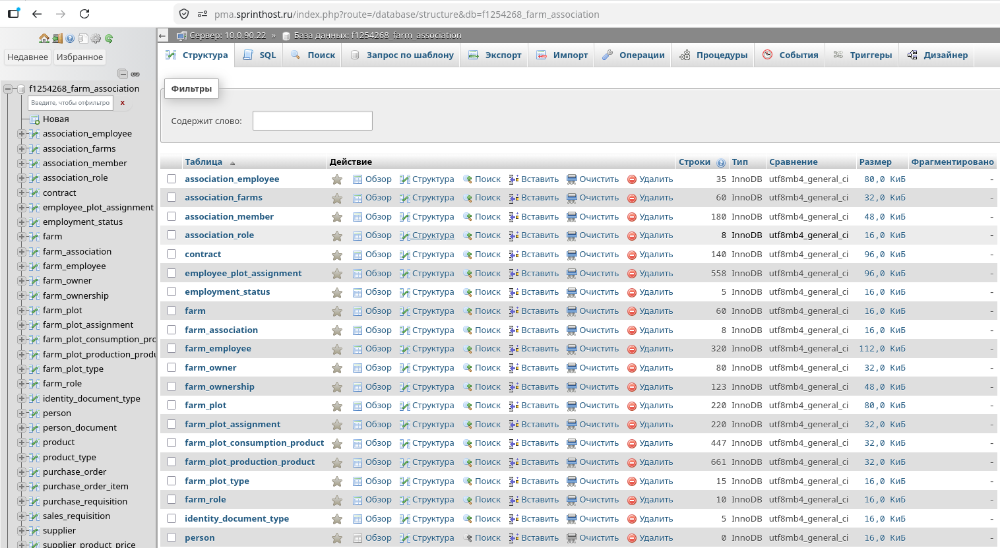 pma.sprinthost.ru/index.php?route=/database/structure&db=f1254268_farm_association
Недавнее Избранное
f1254268_farm_association
Введите, чтобы отфильтро x
Новая
association_employee
association_farms
association_member
association_role
contract
employee_plot_assignment
employment_status
farm
farm_association
farm_employee
farm_owner
farm_ownership
farm_plot
farm_plot_assignment
farm_plot_consumption_pro
farm_plot_production_produ
farm_plot_type
farm_role
identity_document_type
person
person_document
product
product_type
purchase_order
purchase_order_item
purchase_requisition
sales_requisition
supplier
supplier_product_price
← Сервер: 10.0.90.22 » База данных: f1254268_farm_association
Структура SQL Поиск Запрос по шаблону Экспорт Импорт Операции Процедуры События Триггеры Дизайнер
Фильтры
Содержит слово:
Таблица Действие Строки Тип Сравнение Размер Фрагментировано
association_employee Обзор Структура Поиск Вставить Очистить Удалить 35 InnoDB utf8mb4_general_ci 80,0 КиБ -
association_farms Обзор Структура Поиск Вставить Очистить Удалить 60 InnoDB utf8mb4_general_ci 32,0 КиБ -
association_member Обзор Структура Поиск Вставить Очистить Удалить 180 InnoDB utf8mb4_general_ci 48,0 КиБ -
association_role Обзор Структура Поиск Вставить Очистить Удалить 8 InnoDB utf8mb4_general_ci 16,0 КиБ -
contract Обзор Структура Поиск Вставить Очистить Удалить 140 InnoDB utf8mb4_general_ci 96,0 КиБ -
employee_plot_assignment Обзор Структура Поиск Вставить Очистить Удалить 558 InnoDB utf8mb4_general_ci 96,0 КиБ -
employment_status Обзор Структура Поиск Вставить Очистить Удалить 5 InnoDB utf8mb4_general_ci 16,0 КиБ -
farm Обзор Структура Поиск Вставить Очистить Удалить 60 InnoDB utf8mb4_general_ci 16,0 КиБ -
farm_association Обзор Структура Поиск Вставить Очистить Удалить 8 InnoDB utf8mb4_general_ci 16,0 КиБ -
farm_employee Обзор Структура Поиск Вставить Очистить Удалить 320 InnoDB utf8mb4_general_ci 112,0 КиБ -
farm_owner Обзор Структура Поиск Вставить Очистить Удалить 80 InnoDB utf8mb4_general_ci 32,0 КиБ -
farm_ownership Обзор Структура Поиск Вставить Очистить Удалить 123 InnoDB utf8mb4_general_ci 48,0 КиБ -
farm_plot Обзор Структура Поиск Вставить Очистить Удалить 220 InnoDB utf8mb4_general_ci 80,0 КиБ -
farm_plot_assignment Обзор Структура Поиск Вставить Очистить Удалить 220 InnoDB utf8mb4_general_ci 32,0 КиБ -
farm_plot_consumption_product Обзор Структура Поиск Вставить Очистить Удалить 447 InnoDB utf8mb4_general_ci 32,0 КиБ -
farm_plot_production_product Обзор Структура Поиск Вставить Очистить Удалить 661 InnoDB utf8mb4_general_ci 32,0 КиБ -
farm_plot_type Обзор Структура Поиск Вставить Очистить Удалить 15 InnoDB utf8mb4_general_ci 16,0 КиБ -
farm_role Обзор Структура Поиск Вставить Очистить Удалить 10 InnoDB utf8mb4_general_ci 16,0 КиБ -
identity_document_type Обзор Структура Поиск Вставить Очистить Удалить 5 InnoDB utf8mb4_general_ci 16,0 КиБ -
person Обзор Структура Поиск Вставить Очистить Удалить 0 InnoDB utf8mb4_general_ci 16,0 КиБ -